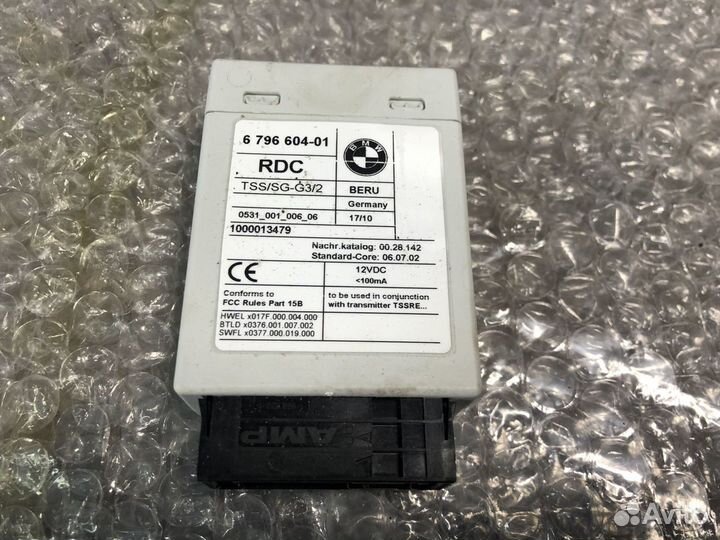 6 796 604-01
RDC
BMW
TSS/SG-G3/2
BERU
Germany
0531_001_006_06
17/10
1000013479
Nachr.katalog: 00.28.142
Standard-Core: 06.07.02
CE
12VDC
<100mA
Conforms to
FCC Rules Part 15B
to be used in conjunction
with transmitter TSSRE...
HWEL x017F.000.004.000
BTLD x0376.001.007.002
SWFL x0377.000.019.000
AMP
Avito